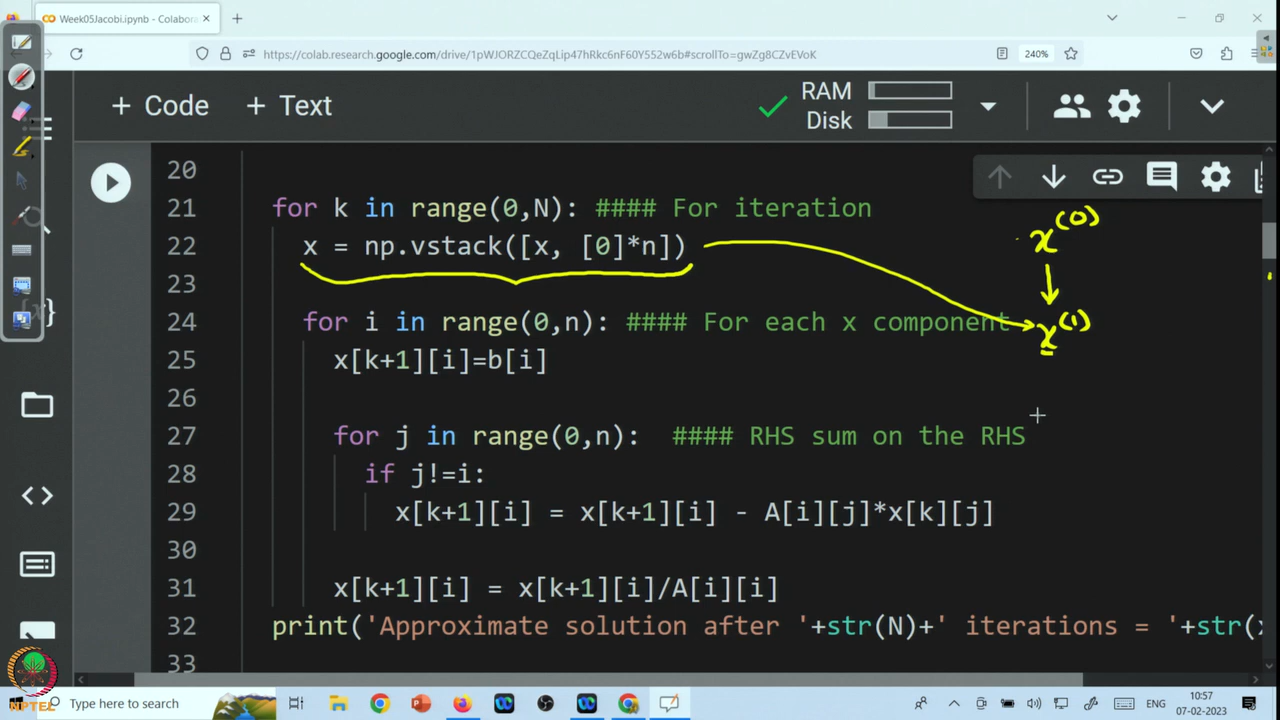 Week05Jacobi.ipynb - Colabora
https://colab.research.google.com/drive/1pWJORZCQeZqLip47hRkc6nF60Y552w6b#scrollTo=gwZg8CZvEVoK
240%
+ Code + Text
RAM
Disk
20
21 for k in range(0,N): #### For iteration
22 x = np.vstack([x, [0]*n])
23
24 for i in range(0,n): #### For each x component
25 x[k+1][i]=b[i]
26
27 for j in range(0,n): #### RHS sum on the RHS
28 if j!=i:
29 x[k+1][i] = x[k+1][i] - A[i][j]*x[k][j]
30
31 x[k+1][i] = x[k+1][i]/A[i][i]
32 print('Approximate solution after '+str(N)+' iterations = '+str(x
33
x(0)
x(1)
NPTEL
Type here to search
ENG
10:57
07-02-2023